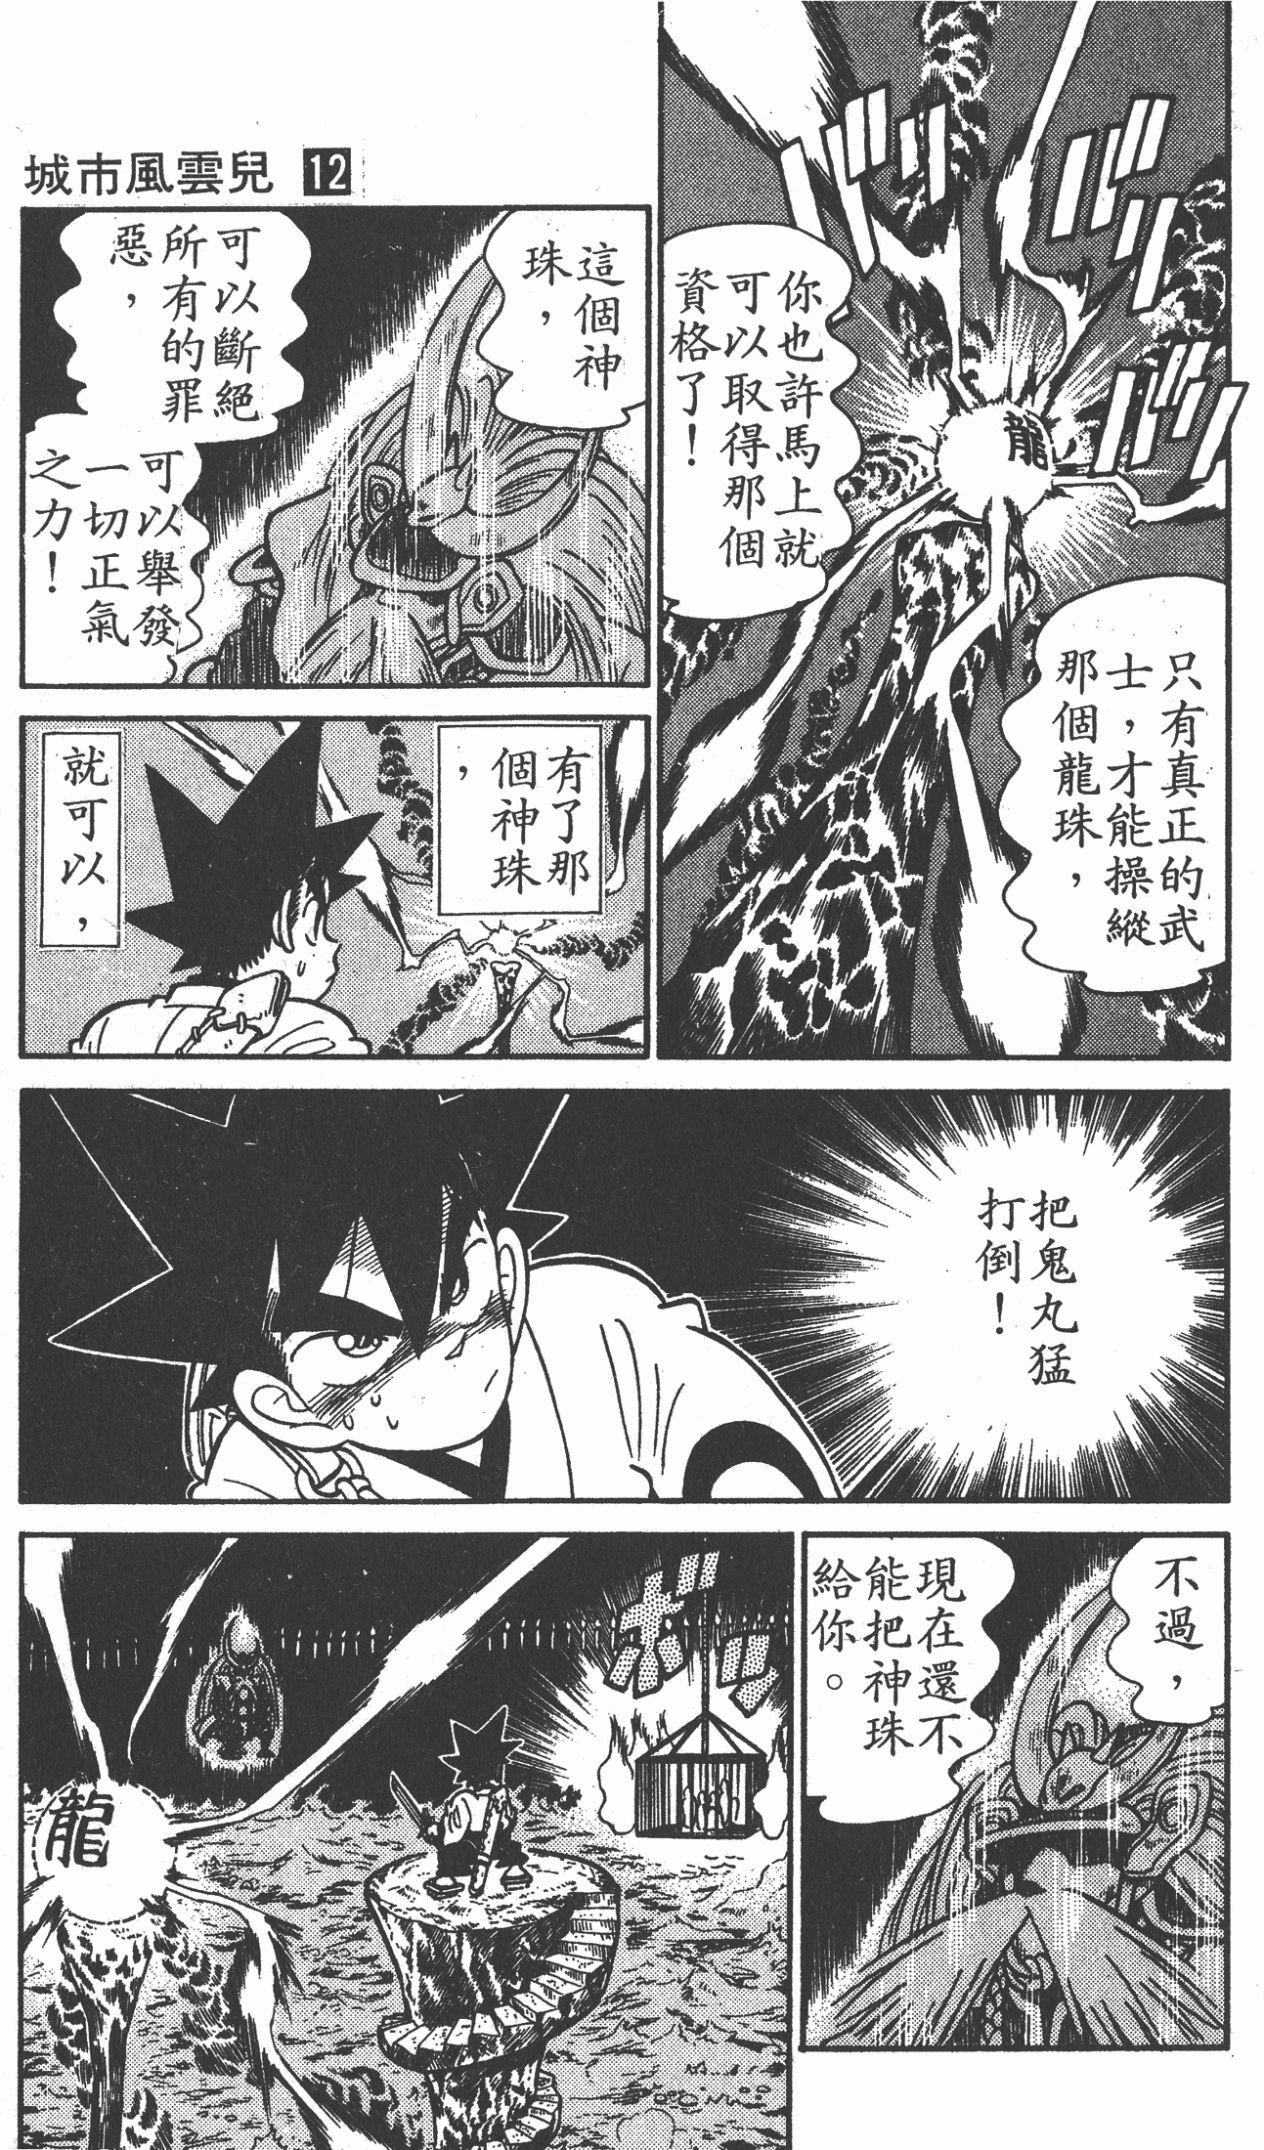 城市風雲兒 12
只有真正的武
士，才能操縱
那個龍珠，
龍
你也許馬上就
可以取得那個
資格了！
這個神
珠，
可以斷絕
所有的罪
惡，
可以舉發
一切正氣
之力！
有了那
個神珠
，
就可以，
把鬼丸猛
打倒！
不過，
現在還不
能把神珠
給你。
ボッ
龍